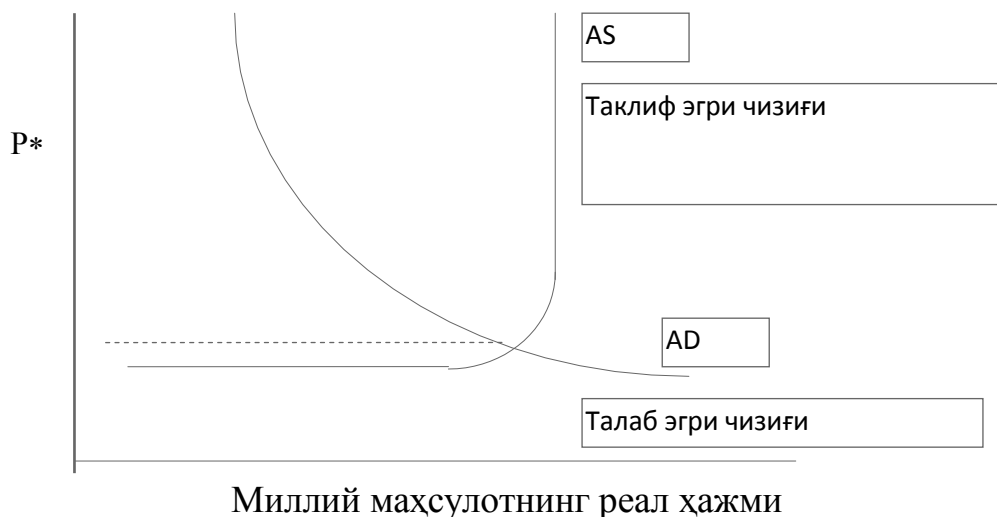 AS
Таклиф эгри чизиғи
P*
AD
Талаб эгри чизиғи
Миллий маҳсулотнинг реал ҳажми